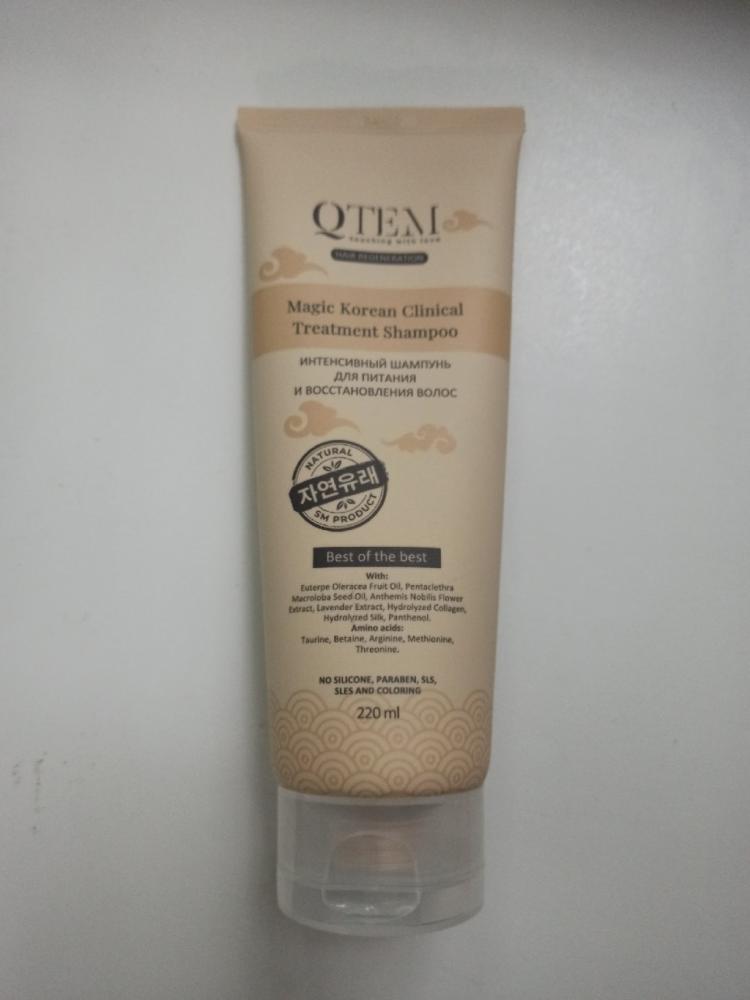 QTEM
touching with love
HAIR REGENERATION
Magic Korean Clinical
Treatment Shampoo
ИНТЕНСИВНЫЙ ШАМПУНЬ
ДЛЯ ПИТАНИЯ
И ВОССТАНОВЛЕНИЯ ВОЛОС
NATURAL
자연유래
SM PRODUCT
Best of the best
With:
Euterpe Oleracea Fruit Oil, Pentaclethra
Macroloba Seed Oil, Anthemis Nobilis Flower
Extract, Lavender Extract, Hydrolyzed Collagen,
Hydrolyzed Silk, Panthenol.
Amino acids:
Taurine, Betaine, Arginine, Methionine,
Threonine.
NO SILICONE, PARABEN, SLS,
SLES AND COLORING
220 ml